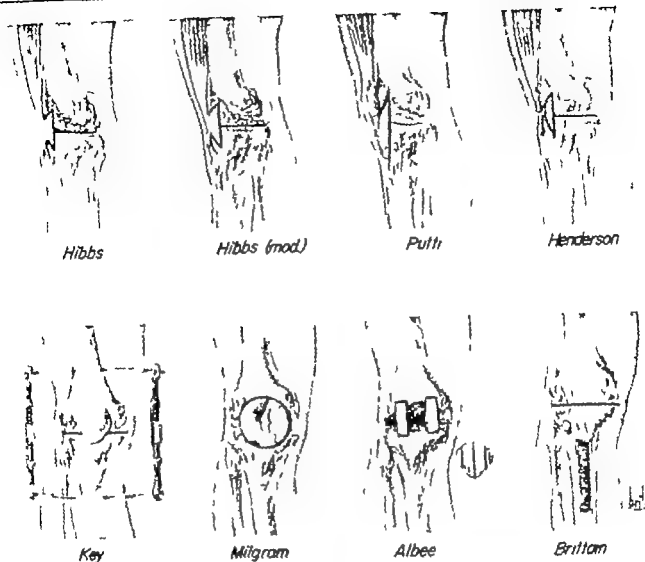 Hibbs
Hibbs (mod.)
Putti
Henderson
Key
Milgram
Albee
Brittain